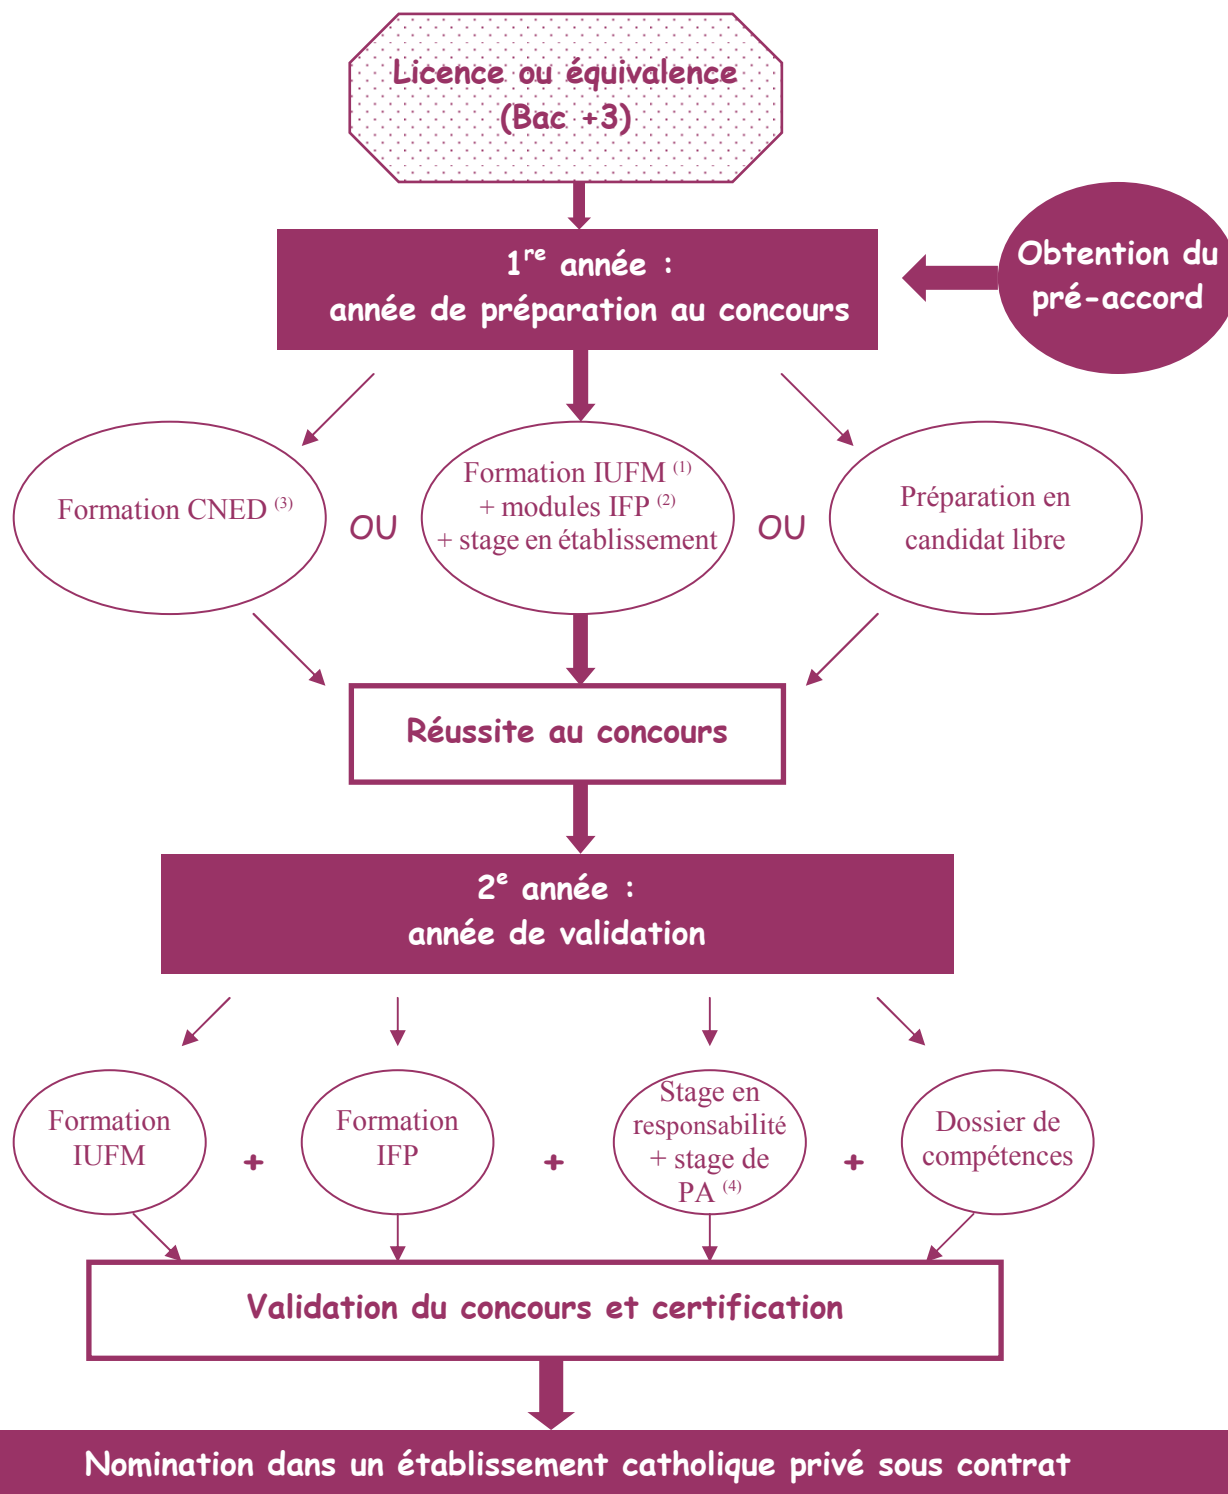 Licence ou équivalence
(Bac +3)
Obtention du
pré-accord
1re année :
année de préparation au concours
Formation CNED (3)
OU
Formation IUFM (1)
+ modules IFP (2)
+ stage en établissement
OU
Préparation en
candidat libre
Réussite au concours
2e année :
année de validation
Formation
IUFM
+
Formation
IFP
+
Stage en
responsabilité
+ stage de
PA (4)
+
Dossier de
compétences
Validation du concours et certification
Nomination dans un établissement catholique privé sous contrat